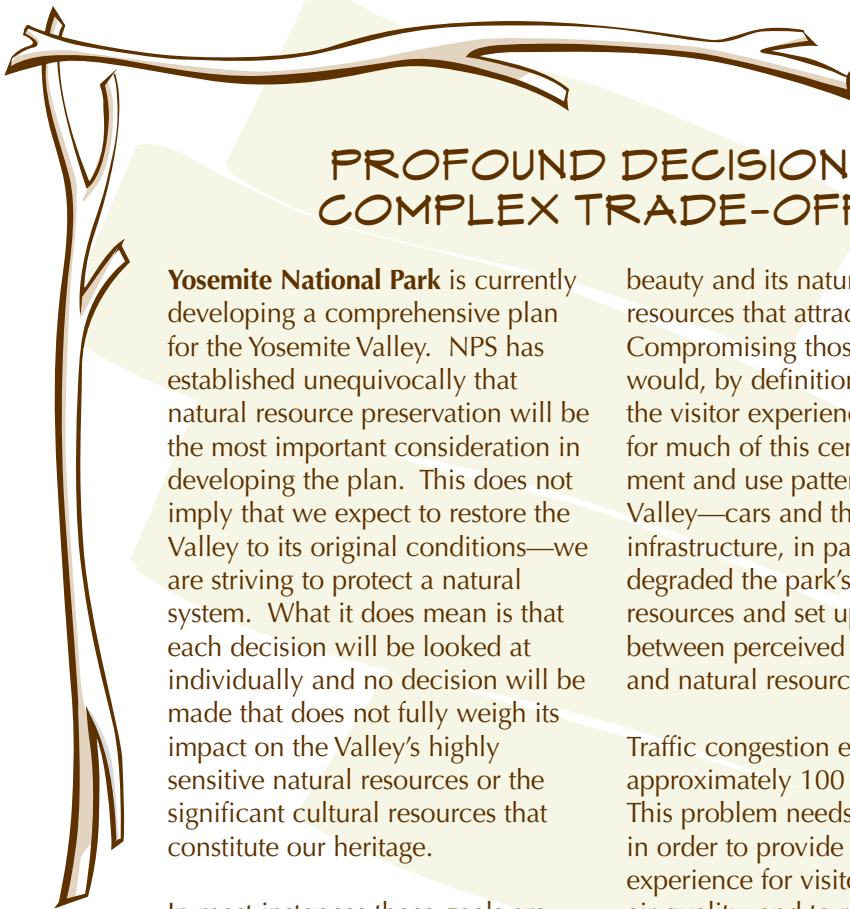 PROFOUND DECISION
COMPLEX TRADE-OFF
Yosemite National Park is currently
developing a comprehensive plan
for the Yosemite Valley. NPS has
established unequivocally that
natural resource preservation will be
the most important consideration in
developing the plan. This does not
imply that we expect to restore the
Valley to its original conditions—we
are striving to protect a natural
system. What it does mean is that
each decision will be looked at
individually and no decision will be
made that does not fully weigh its
impact on the Valley's highly
sensitive natural resources or the
significant cultural resources that
constitute our heritage.
In most instances these goals are
beauty and its natur
resources that attrac
Compromising thos
would, by definition
the visitor experienc
for much of this cen
ment and use patter
Valley—cars and th
infrastructure, in pa
degraded the park's
resources and set u
between perceived
and natural resourc
Traffic congestion e
approximately 100
This problem needs
in order to provide
experience for visito